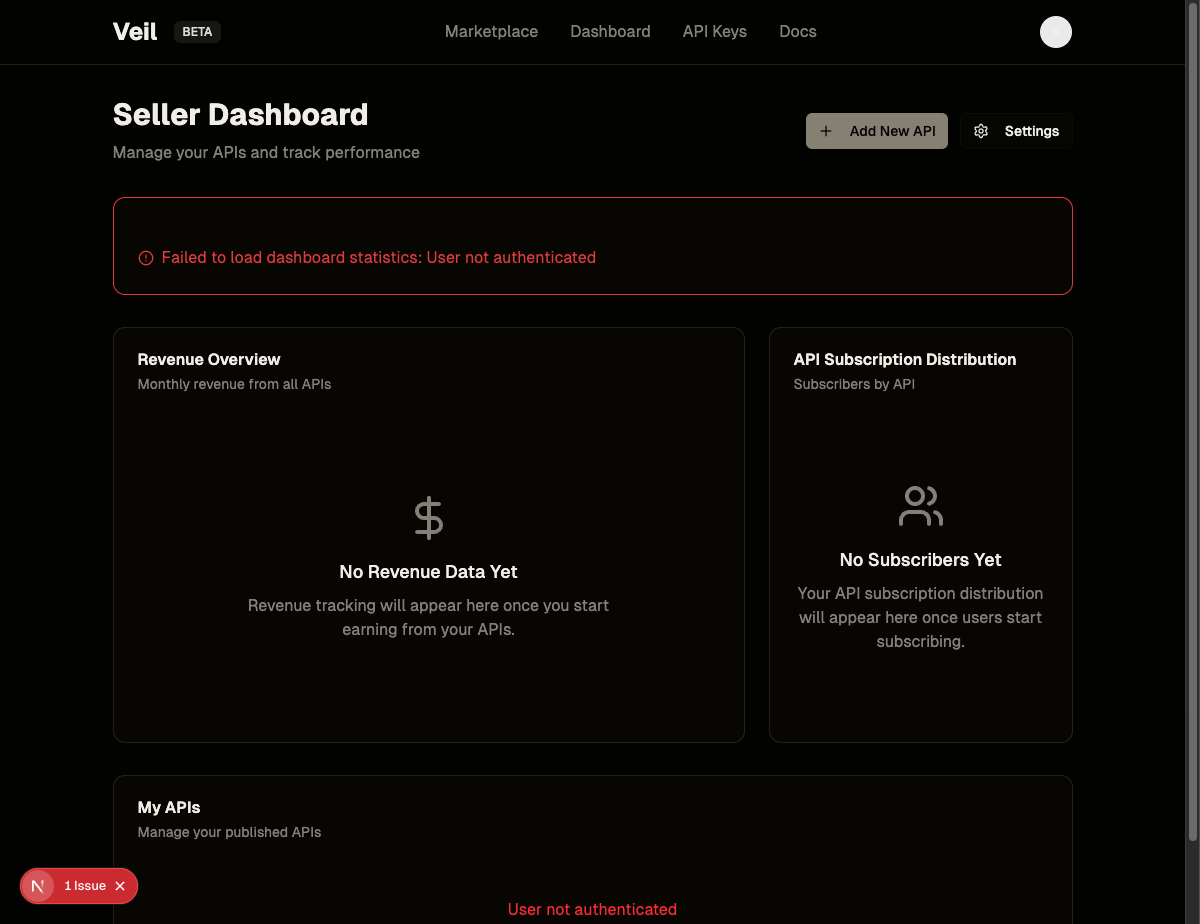 Veil BETA Marketplace Dashboard API Keys Docs
Seller Dashboard
Manage your APIs and track performance
Add New API
Settings
Failed to load dashboard statistics: User not authenticated
Revenue Overview
Monthly revenue from all APIs
No Revenue Data Yet
Revenue tracking will appear here once you start
earning from your APIs.
API Subscription Distribution
Subscribers by API
No Subscribers Yet
Your API subscription distribution
will appear here once users start
subscribing.
My APIs
Manage your published APIs
User not authenticated
N 1 Issue